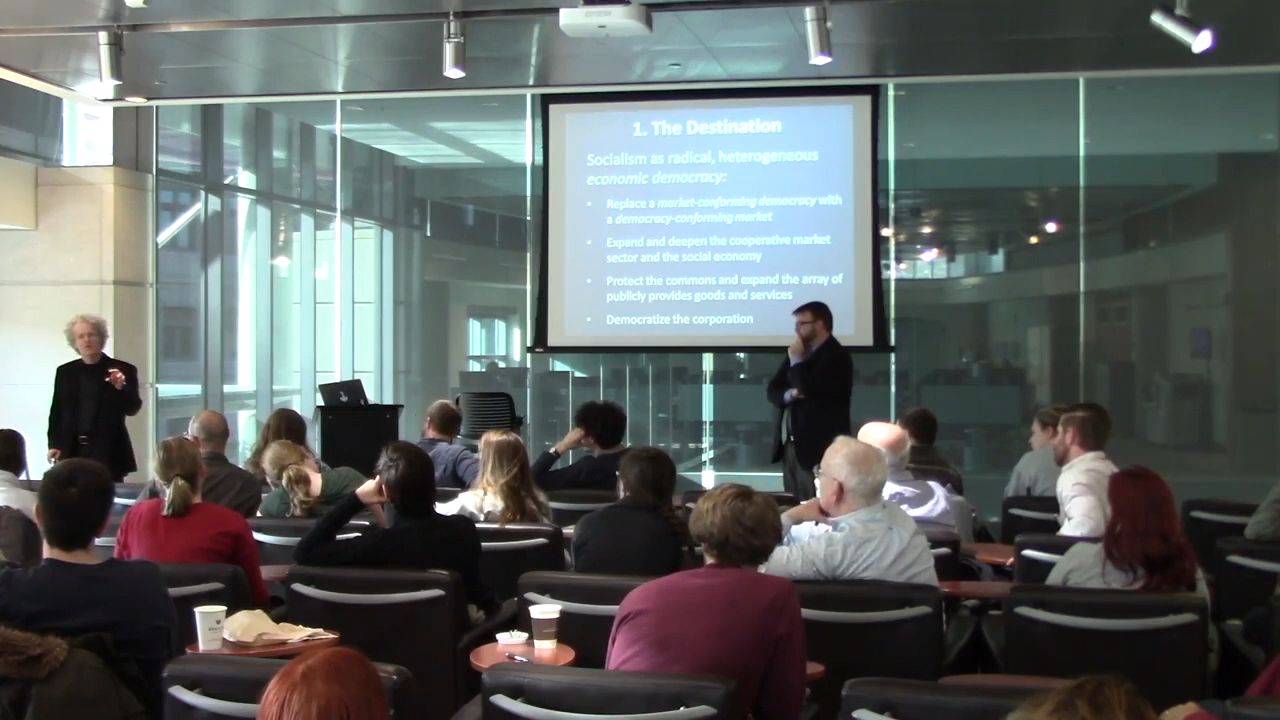 1. The Destination
Socialism as radical, heterogeneous
economic democracy:
• Replace a market-conforming democracy with
a democracy-conforming market
• Expand and deepen the cooperative market
sector and the social economy
• Protect the commons and expand the array of
publicly provides goods and services
• Democratize the corporation